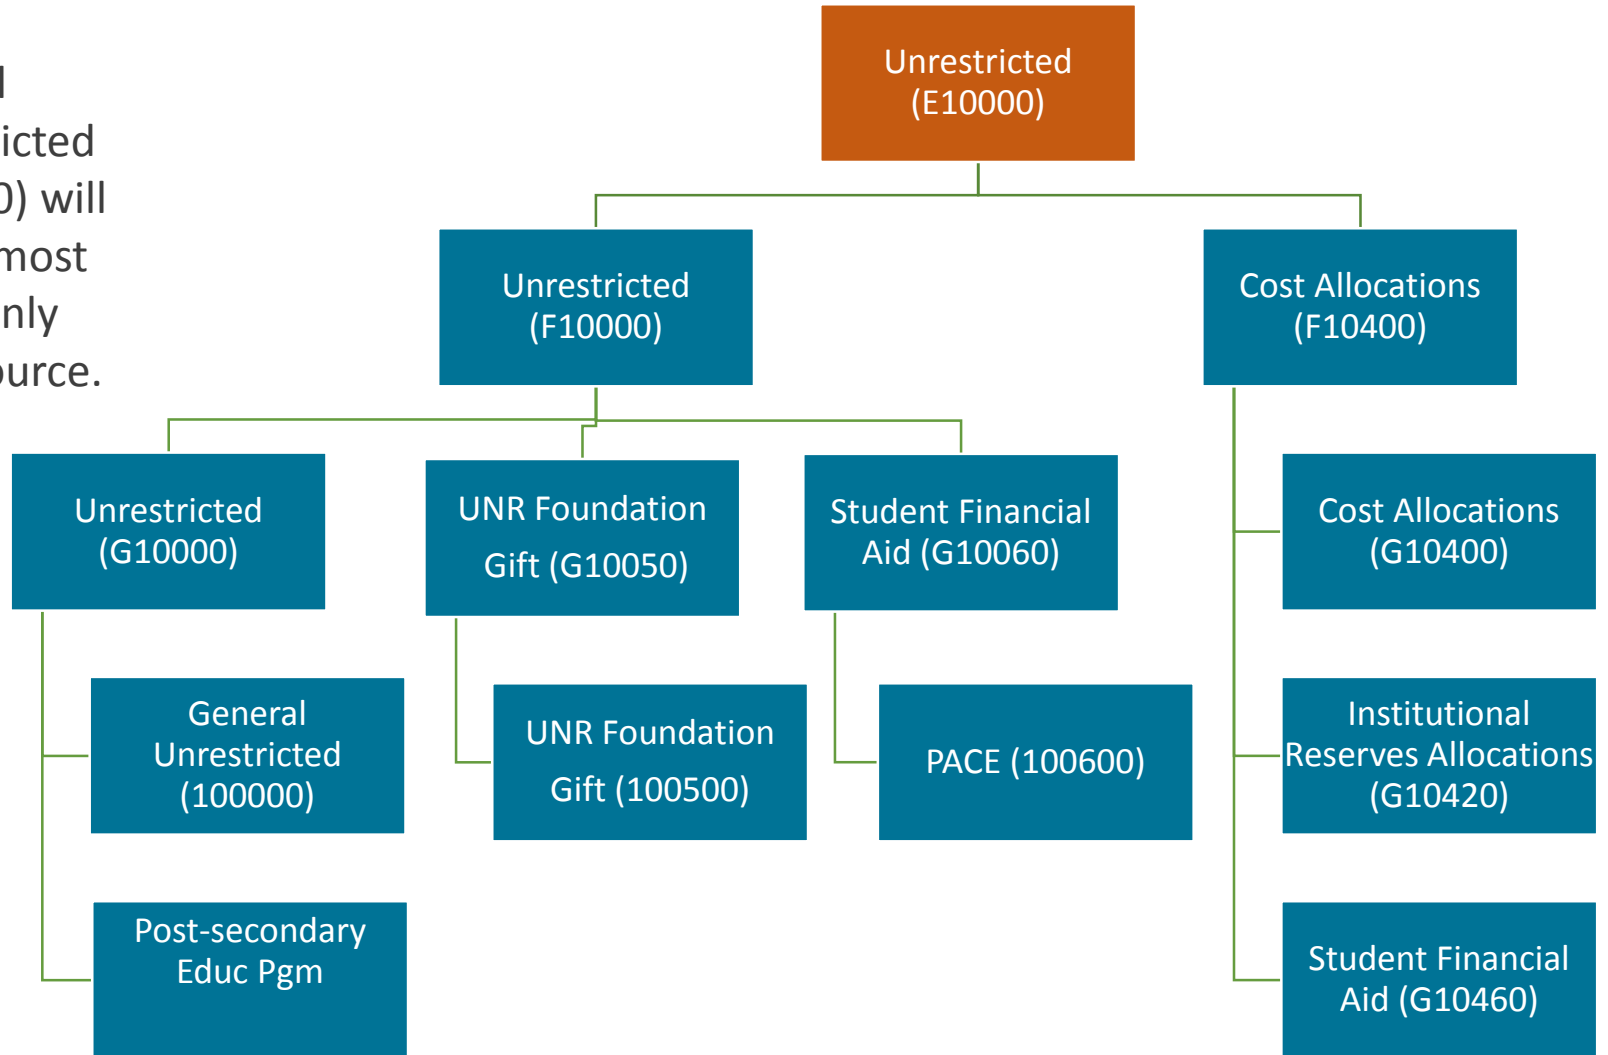 icted
0) will
most
nly
ource.
Unrestricted
(E10000)
Unrestricted
(F10000)
Cost Allocations
(F10400)
Unrestricted
(G10000)
UNR Foundation
Gift (G10050)
Student Financial
Aid (G10060)
Cost Allocations
(G10400)
General
Unrestricted
(100000)
UNR Foundation
Gift (100500)
PACE (100600)
Institutional
Reserves Allocations
(G10420)
Post-secondary
Educ Pgm
Student Financial
Aid (G10460)